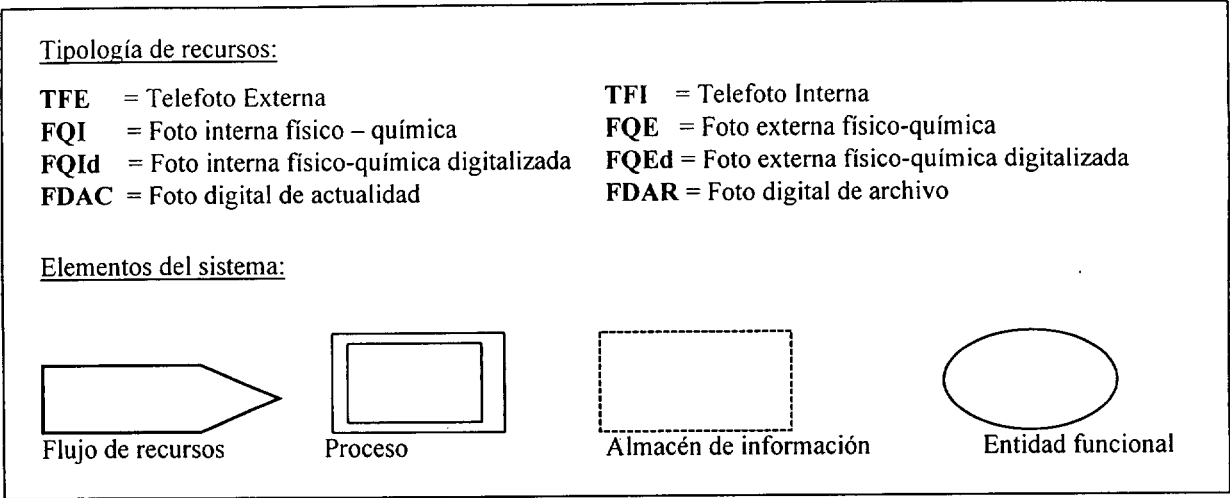 Tipología de recursos:
TFE = Telefoto Externa
TFI = Telefoto Interna
FQI = Foto interna físico – química
FQE = Foto externa físico-química
FQId = Foto interna físico-química digitalizada
FQEd = Foto externa físico-química digitalizada
FDAC = Foto digital de actualidad
FDAR = Foto digital de archivo
Elementos del sistema:
Flujo de recursos
Proceso
Almacén de información
Entidad funcional